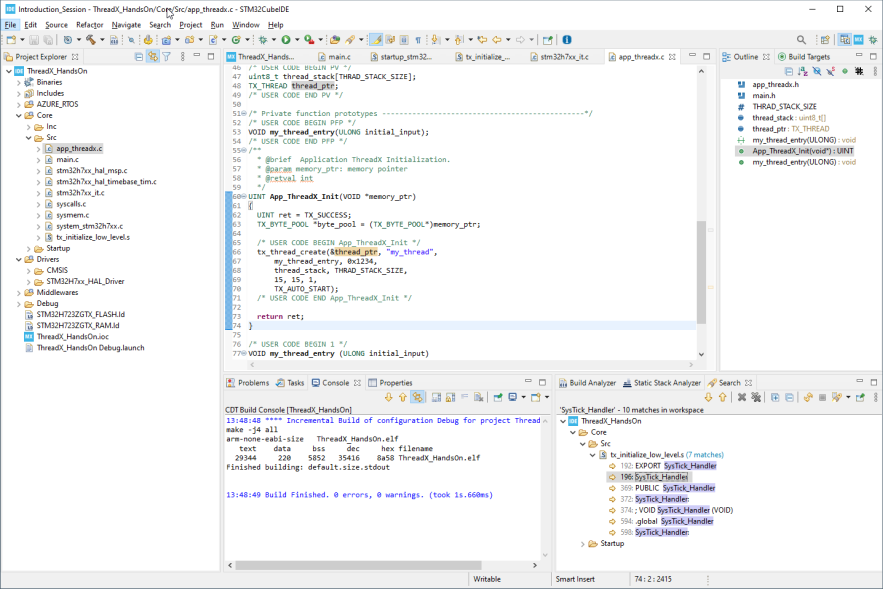 Introduction_Session - ThreadX_HandsOn/Core/Src/app_threadx.c - STM32CubeIDE
File Edit Source Refactor Navigate Search Project Run Window Help
Project Explorer
ThreadX_HandsOn
Binaries
Includes
AZURE_RTOS
Core
Inc
Src
app_threadx.c
main.c
stm32h7xx_hal_msp.c
stm32h7xx_hal_timebase_tim.c
stm32h7xx_it.c
syscalls.c
sysmem.c
system_stm32h7xx.c
tx_initialize_low_level.s
Startup
Drivers
CMSIS
STM32H7xx_HAL_Driver
Middlewares
Debug
STM32H723ZGTX_FLASH.ld
STM32H723ZGTX_RAM.ld
ThreadX_HandsOn.ioc
ThreadX_HandsOn Debug.launch
ThreadX_Hands... main.c startup_stm32... tx_initialize_... stm32h7xx_it.c app_threadx.c
46 /* USER CODE BEGIN PV */
47 uint8_t thread_stack[THRAD_STACK_SIZE];
48 TX_THREAD thread_ptr;
49 /* USER CODE END PV */
50
51 /* Private function prototypes -----------------------------------------------*/
52 /* USER CODE BEGIN PFP */
53 VOID my_thread_entry(ULONG initial_input);
54 /* USER CODE END PFP */
55 /**
56 * @brief Application ThreadX Initialization.
57 * @param memory_ptr: memory pointer
58 * @retval int
59 */
60 UINT App_ThreadX_Init(VOID *memory_ptr)
61 {
62 UINT ret = TX_SUCCESS;
63 TX_BYTE_POOL *byte_pool = (TX_BYTE_POOL*)memory_ptr;
64
65 /* USER CODE BEGIN App_ThreadX_Init */
66 tx_thread_create(&thread_ptr, "my_thread",
67 my_thread_entry, 0x1234,
68 thread_stack, THRAD_STACK_SIZE,
69 15, 15, 1,
70 TX_AUTO_START);
71 /* USER CODE END App_ThreadX_Init */
72
73 return ret;
74 }
75
76 /* USER CODE BEGIN 1 */
77 VOID my_thread_entry (ULONG initial_input)
Outline Build Targets
app_threadx.h
main.h
THRAD_STACK_SIZE
thread_stack : uint8_t[]
thread_ptr : TX_THREAD
my_thread_entry(ULONG) : void
App_ThreadX_Init(void*) : UINT
my_thread_entry(ULONG) : void
Problems Tasks Console Properties
CDT Build Console [ThreadX_HandsOn]
13:48:48 **** Incremental Build of configuration Debug for project Thread
make -j4 all
arm-none-eabi-size ThreadX_HandsOn.elf
text data bss dec hex filename
29344 220 5852 35416 8a58 ThreadX_HandsOn.elf
Finished building: default.size.stdout
13:48:49 Build Finished. 0 errors, 0 warnings. (took 1s.660ms)
Build Analyzer Static Stack Analyzer Search
'SysTick_Handler' - 10 matches in workspace
ThreadX_HandsOn
Core
Src
tx_initialize_low_level.s (7 matches)
192: EXPORT SysTick_Handler
196: SysTick_Handler
369: PUBLIC SysTick_Handler
372: SysTick_Handler:
374: ; VOID SysTick_Handler (VOID)
594: .global SysTick_Handler
598: SysTick_Handler:
Startup
Writable Smart Insert 74 : 2 : 2415